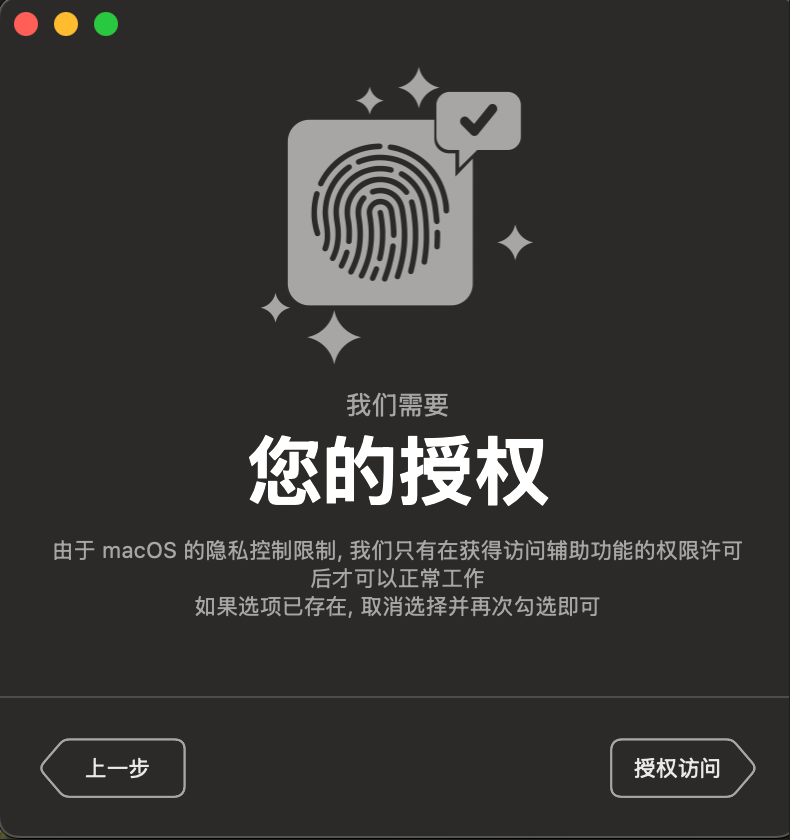 我们需要
您的授权
由于 macOS 的隐私控制限制, 我们只有在获得访问辅助功能的权限许可
后才可以正常工作
如果选项已存在, 取消选择并再次勾选即可
上一步
授权访问